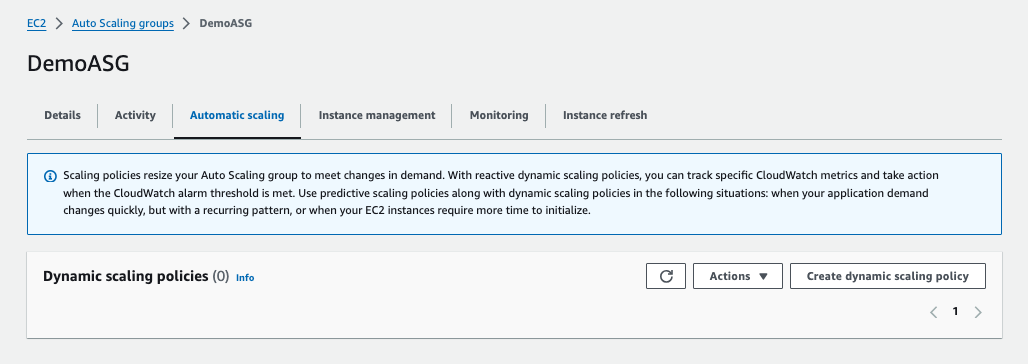 EC2 > Auto Scaling groups > DemoASG
DemoASG
Details Activity Automatic scaling Instance management Monitoring Instance refresh
Scaling policies resize your Auto Scaling group to meet changes in demand. With reactive dynamic scaling policies, you can track specific CloudWatch metrics and take action
when the CloudWatch alarm threshold is met. Use predictive scaling policies along with dynamic scaling policies in the following situations: when your application demand
changes quickly, but with a recurring pattern, or when your EC2 instances require more time to initialize.
Dynamic scaling policies (0) Info Actions Create dynamic scaling policy
< 1 >